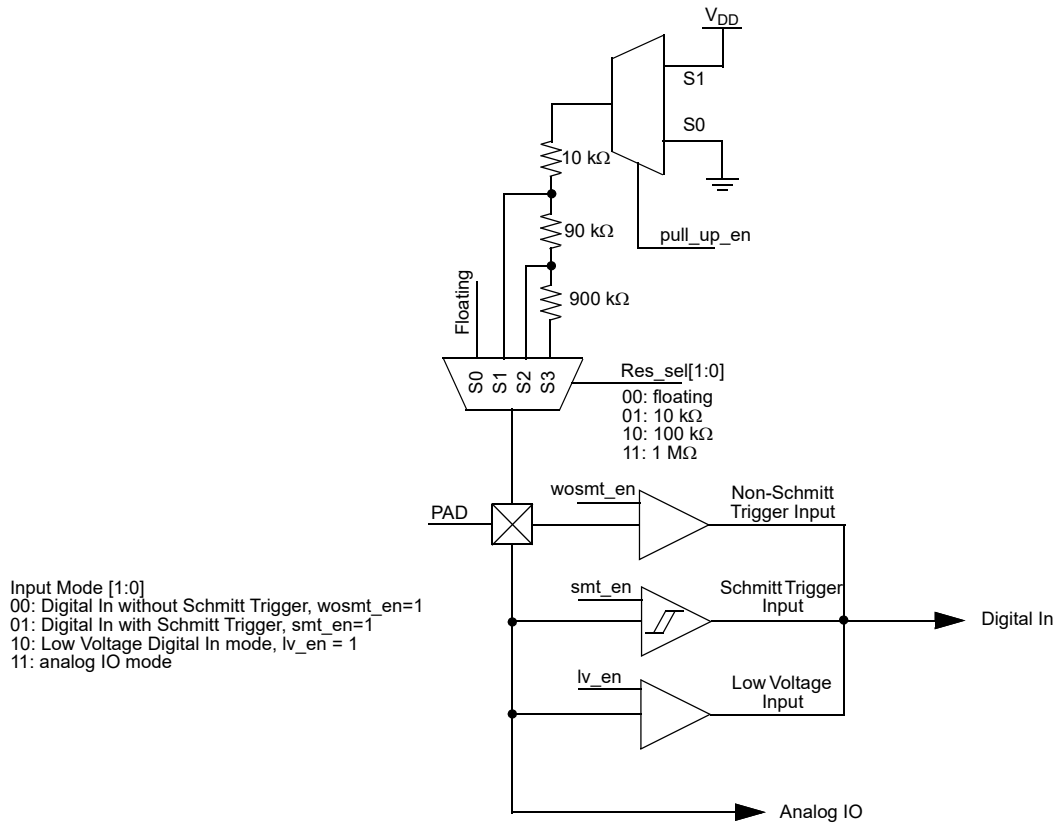 VDD
S1
S0
10 kΩ
pull_up_en
90 kΩ
900 kΩ
Floating
S0
S1
S2
S3
Res_sel[1:0]
00: floating
01: 10 kΩ
10: 100 kΩ
11: 1 MΩ
wosmt_en
Non-Schmitt
Trigger Input
PAD
Input Mode [1:0]
00: Digital In without Schmitt Trigger, wosmt_en=1
01: Digital In with Schmitt Trigger, smt_en=1
10: Low Voltage Digital In mode, lv_en = 1
11: analog IO mode
smt_en
Schmitt Trigger
Input
Digital In
lv_en
Low Voltage
Input
Analog IO